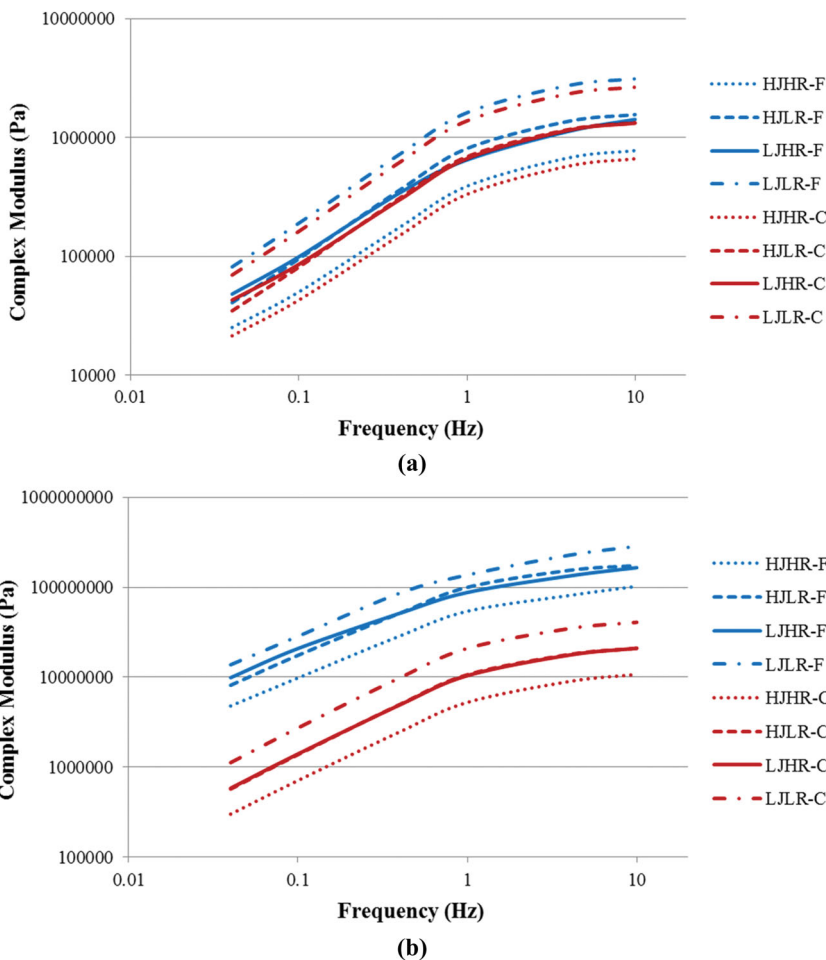 10000000
1000000
100000
10000
Complex Modulus (Pa)
0.01 0.1 1 10
Frequency (Hz)
HJHR-F
HJLR-F
LJHR-F
LJLR-F
HJHR-C
HJLR-C
LJHR-C
LJLR-C
(a)
1000000000
100000000
10000000
1000000
100000
Complex Modulus (Pa)
0.01 0.1 1 10
Frequency (Hz)
HJHR-F
HJLR-F
LJHR-F
LJLR-F
HJHR-C
HJLR-C
LJHR-C
LJLR-C
(b)